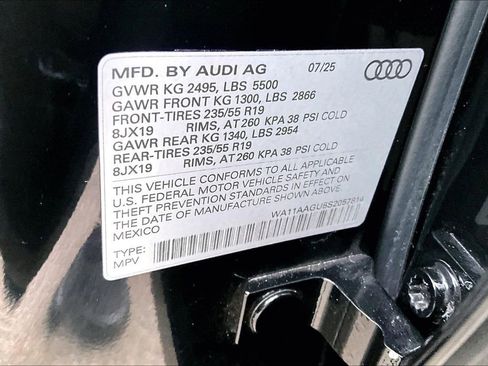 MFD. BY AUDI AG 07/25
GVWR KG 2495, LBS 5500
GAWR FRONT KG 1300, LBS 2866
FRONT-TIRES 235/55 R19
8JX19 RIMS, AT 260 KPA 38 PSI COLD
GAWR REAR KG 1340, LBS 2954
REAR-TIRES 235/55 R19
8JX19 RIMS, AT 260 KPA 38 PSI COLD
THIS VEHICLE CONFORMS TO ALL APPLICABLE
U.S. FEDERAL MOTOR VEHICLE SAFETY AND
THEFT PREVENTION STANDARDS IN EFFECT ON
THE DATE OF MANUFACTURE SHOWN ABOVE.
MEXICO
WA11AAGU8S2057814
TYPE:
MPV